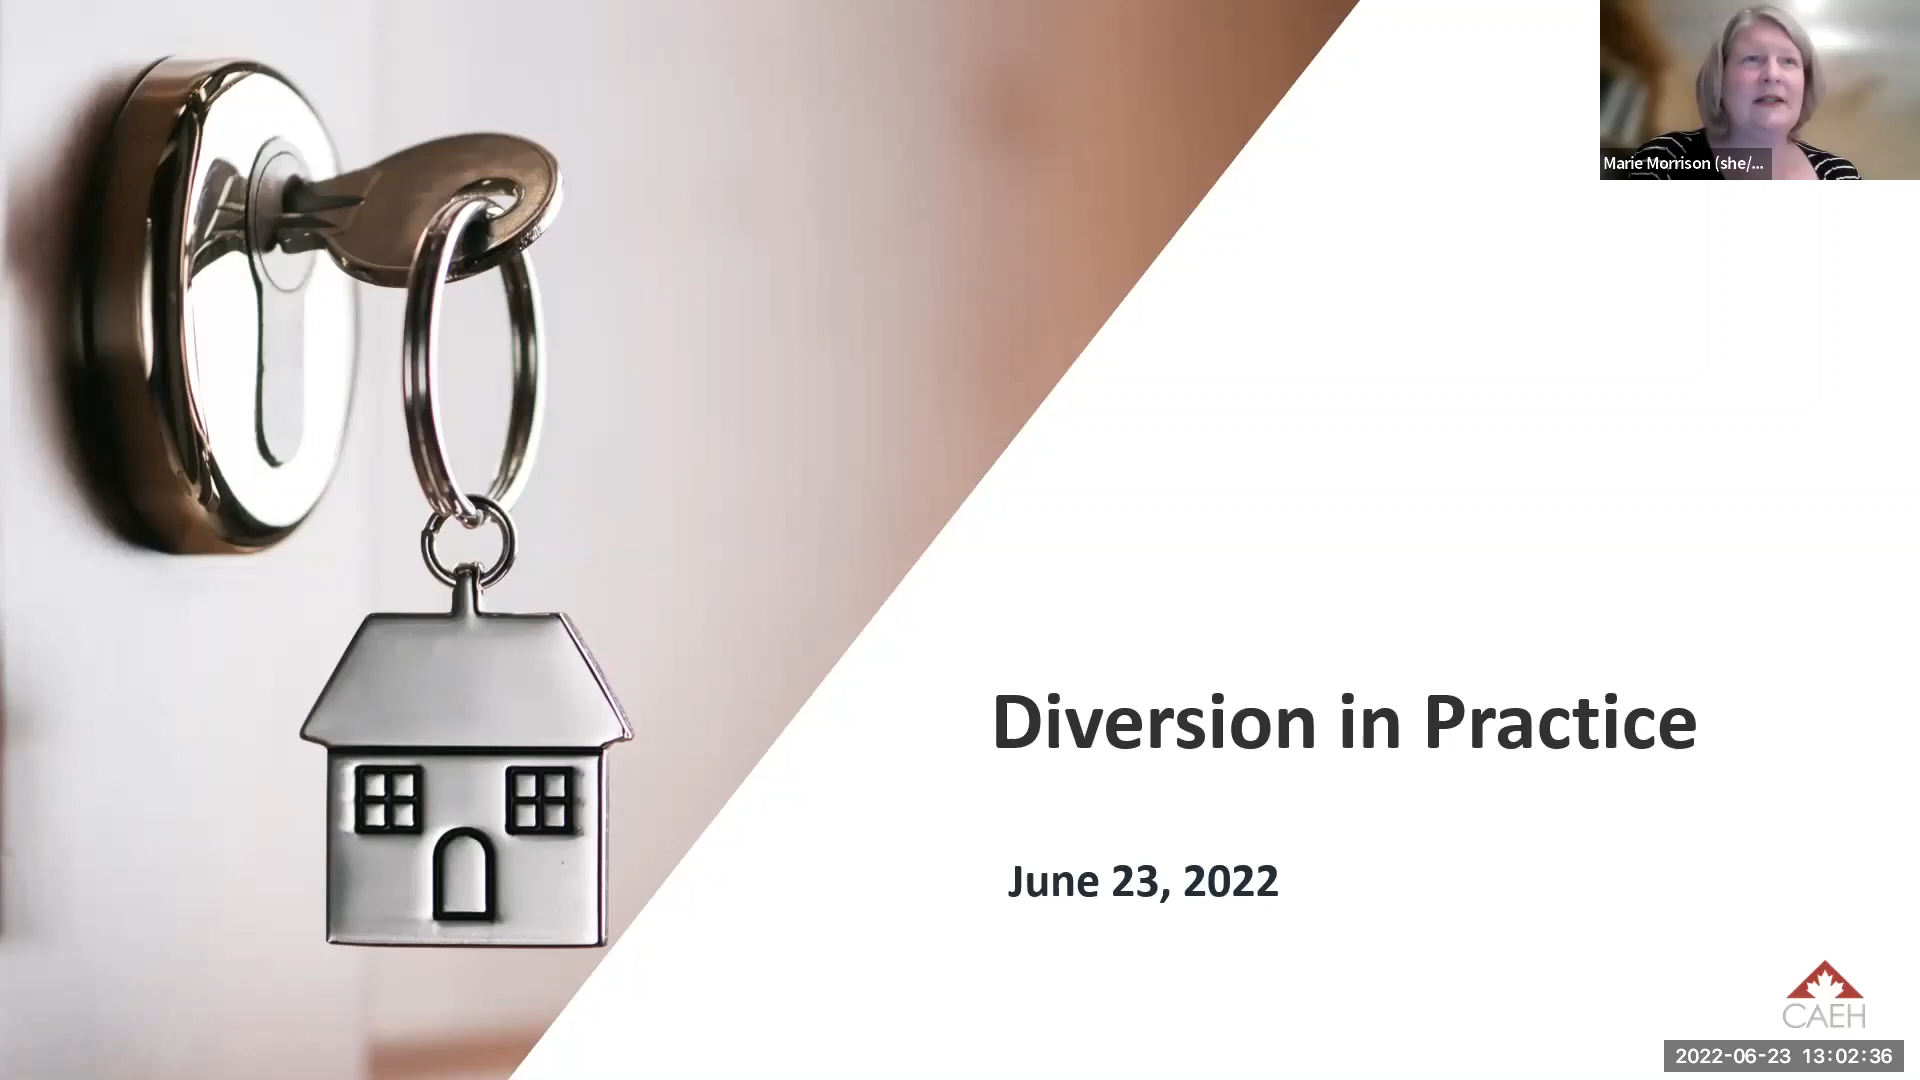 Marie Morrison (she/...
Diversion in Practice
June 23, 2022
CAEH
2022-06-23 13:02:36